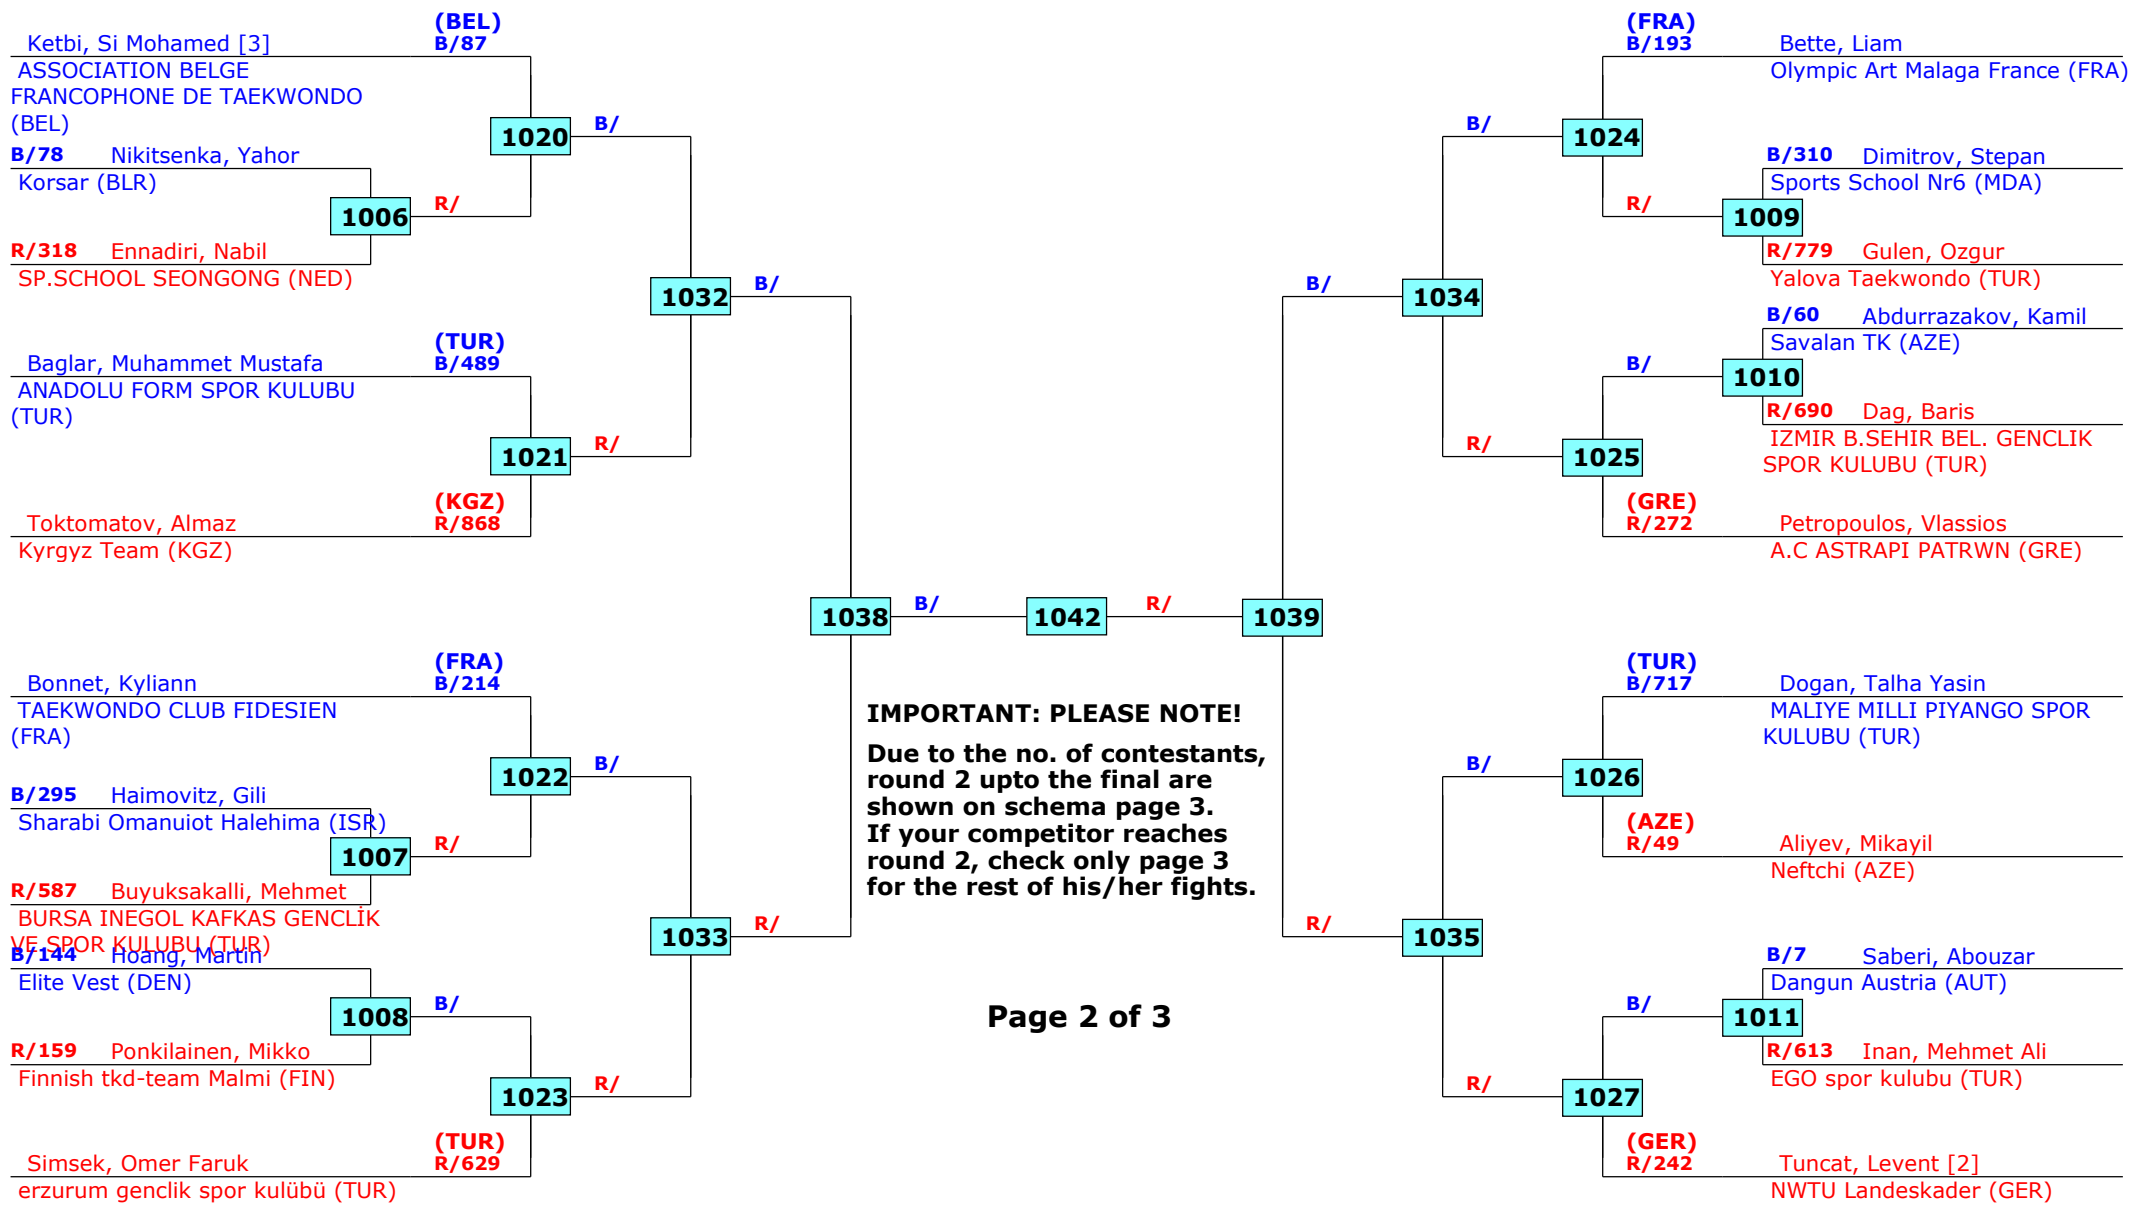 (BEL)
Ketbi, Si Mohamed [3] B/87
ASSOCIATION BELGE
FRANCOPHONE DE TAEKWONDO
(BEL)
1020 B/
B/78 Nikitsenka, Yahor
Korsar (BLR)
1006 R/
R/318 Ennadiri, Nabil
SP.SCHOOL SEONGONG (NED)
1032 B/
(TUR)
Baglar, Muhammet Mustafa B/489
ANADOLU FORM SPOR KULUBU
(TUR)
1021 R/
(KGZ)
Toktomatov, Almaz R/868
Kyrgyz Team (KGZ)
1038 B/ 1042 R/ 1039
(FRA)
Bonnet, Kyliann B/214
TAEKWONDO CLUB FIDESIEN
(FRA)
1022 B/
B/295 Haimovitz, Gili
Sharabi Omanuiot Halehima (ISR)
1007 R/
R/587 Buyuksakalli, Mehmet
BURSA INEGOL KAFKAS GENCLİK
VE SPOR KULUBU (TUR)
1033 R/
B/144 Hoang, Martin
Elite Vest (DEN)
1008 B/
R/159 Ponkilainen, Mikko
Finnish tkd-team Malmi (FIN)
1023 R/
(TUR)
Simsek, Omer Faruk R/629
erzurum genclik spor kulübü (TUR)
IMPORTANT: PLEASE NOTE!
Due to the no. of contestants,
round 2 upto the final are
shown on schema page 3.
If your competitor reaches
round 2, check only page 3
for the rest of his/her fights.
Page 2 of 3
(FRA)
B/193 Bette, Liam
Olympic Art Malaga France (FRA)
B/ 1024
B/310 Dimitrov, Stepan
Sports School Nr6 (MDA)
R/ 1009
R/779 Gulen, Ozgur
Yalova Taekwondo (TUR)
B/ 1034
B/60 Abdurrazakov, Kamil
Savalan TK (AZE)
B/ 1010
R/690 Dag, Baris
IZMIR B.SEHIR BEL. GENCLIK
SPOR KULUBU (TUR)
R/ 1025
(GRE)
R/272 Petropoulos, Vlassios
A.C ASTRAPI PATRWN (GRE)
(TUR)
B/717 Dogan, Talha Yasin
MALIYE MILLI PIYANGO SPOR
KULUBU (TUR)
B/ 1026
(AZE)
R/49 Aliyev, Mikayil
Neftchi (AZE)
R/ 1035
B/7 Saberi, Abouzar
Dangun Austria (AUT)
B/ 1011
R/613 Inan, Mehmet Ali
EGO spor kulubu (TUR)
R/ 1027
(GER)
R/242 Tuncat, Levent [2]
NWTU Landeskader (GER)